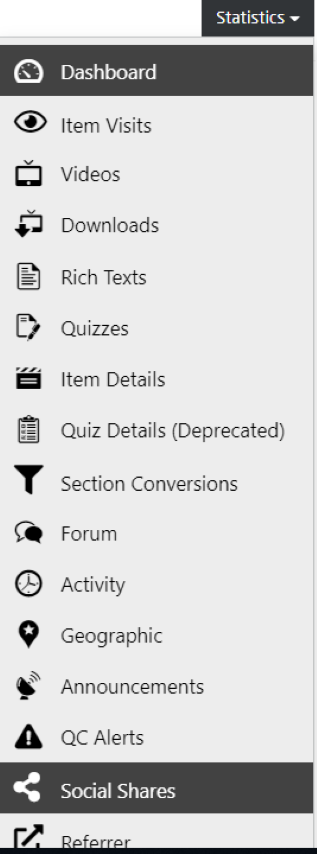 Statistics
Dashboard
Item Visits
Videos
Downloads
Rich Texts
Quizzes
Item Details
Quiz Details (Deprecated)
Section Conversions
Forum
Activity
Geographic
Announcements
QC Alerts
Social Shares
Referrer